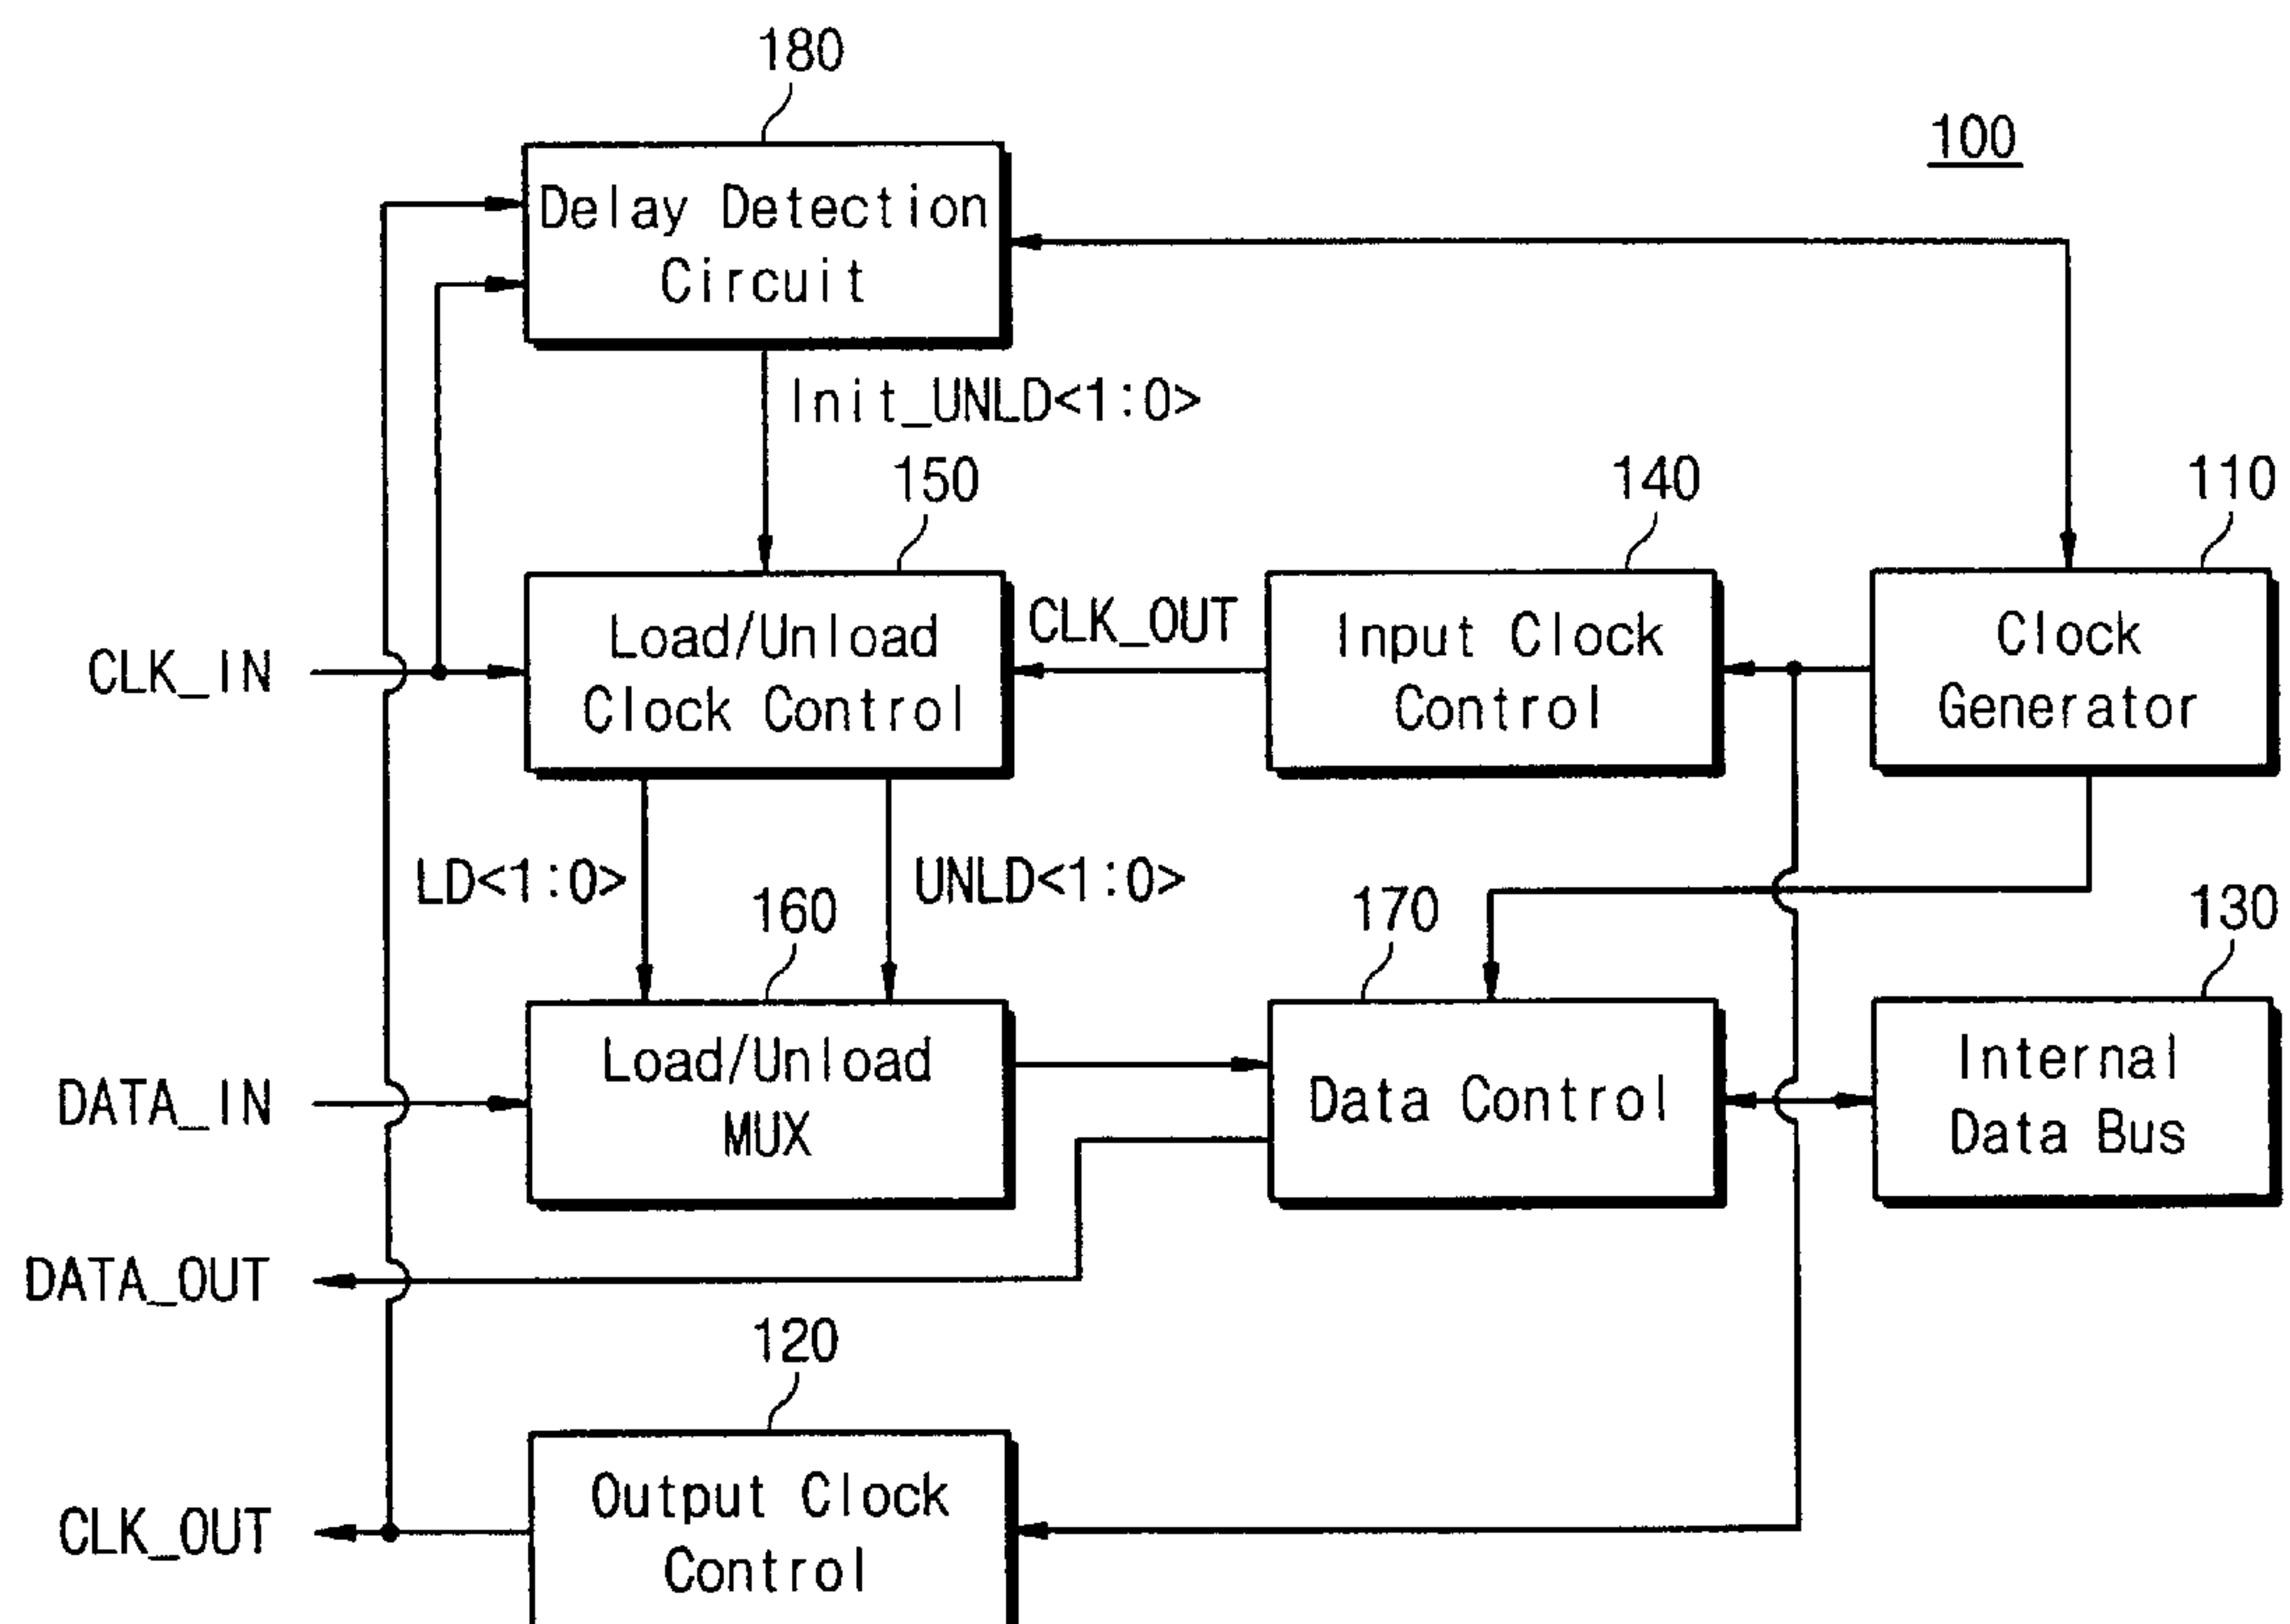 180
100
Delay Detection
Circuit
Init_UNLD<1:0>
150
140
110
CLK_IN
Load/Unload
Clock Control
CLK_OUT
Input Clock
Control
Clock
Generator
LD<1:0>
UNLD<1:0>
160
170
130
DATA_IN
Load/Unload
MUX
Data Control
Internal
Data Bus
DATA_OUT
120
CLK_OUT
Output Clock
Control